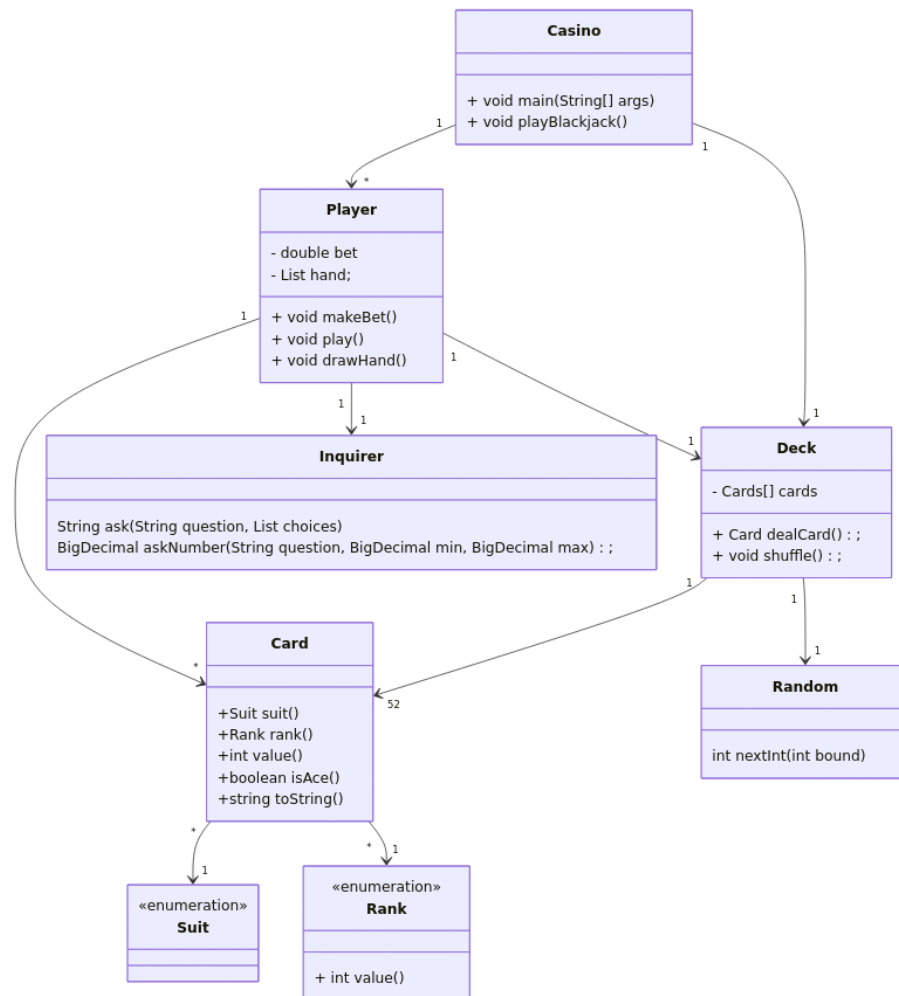 Casino
+ void main(String[] args)
+ void playBlackjack()
1
1
*
Player
- double bet
- List hand;
+ void makeBet()
+ void play()
+ void drawHand()
1
1
1
1
1
1
Inquirer
String ask(String question, List choices)
BigDecimal askNumber(String question, BigDecimal min, BigDecimal max) : ;
Deck
- Cards[] cards
+ Card dealCard() : ;
+ void shuffle() : ;
1
1
*
52
1
Card
+Suit suit()
+Rank rank()
+int value()
+boolean isAce()
+string toString()
Random
int nextInt(int bound)
*
1
*
1
«enumeration»
Suit
«enumeration»
Rank
+ int value()